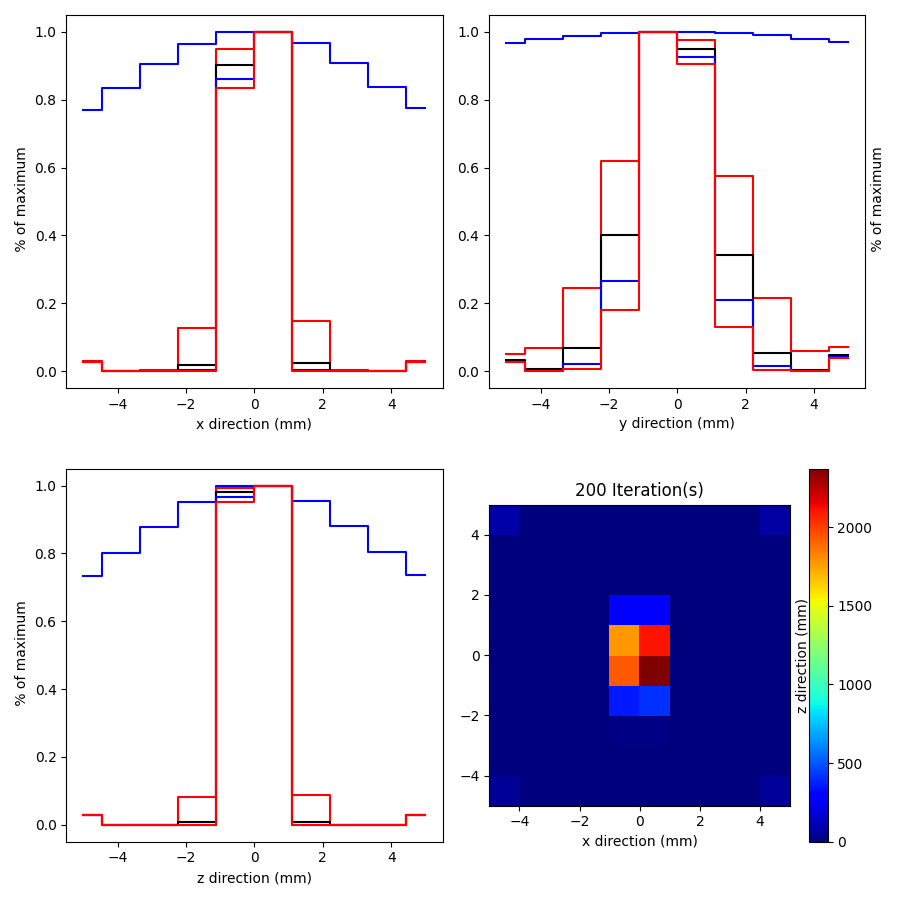 1.0
0.8
0.6
0.4
0.2
0.0
% of maximum
−4 −2 0 2 4
x direction (mm)
1.0
0.8
0.6
0.4
0.2
0.0
−4 −2 0 2 4
y direction (mm)
% of maximum
1.0
0.8
0.6
0.4
0.2
0.0
% of maximum
−4 −2 0 2 4
z direction (mm)
200 Iteration(s)
4
2
0
−2
−4
−4 −2 0 2 4
x direction (mm)
z direction (mm)
2000
1500
1000
500
0